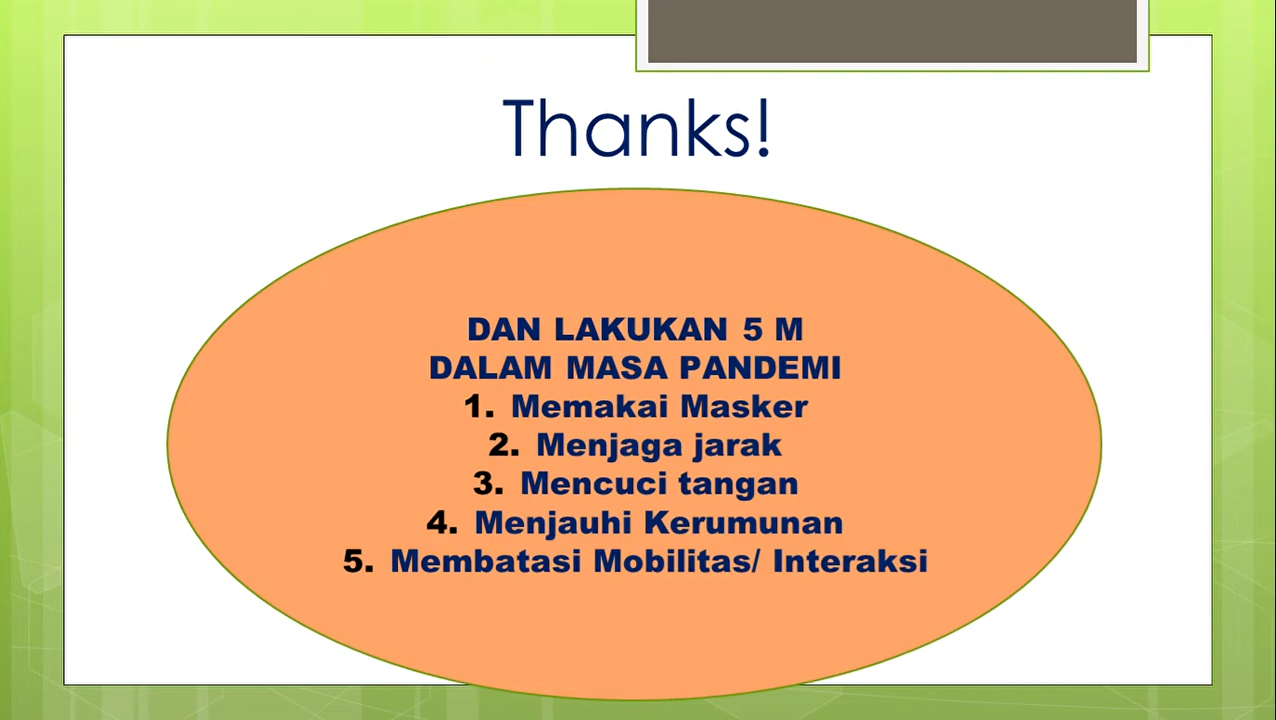 Thanks!
DAN LAKUKAN 5 M
DALAM MASA PANDEMI
1. Memakai Masker
2. Menjaga jarak
3. Mencuci tangan
4. Menjauhi Kerumunan
5. Membatasi Mobilitas/ Interaksi